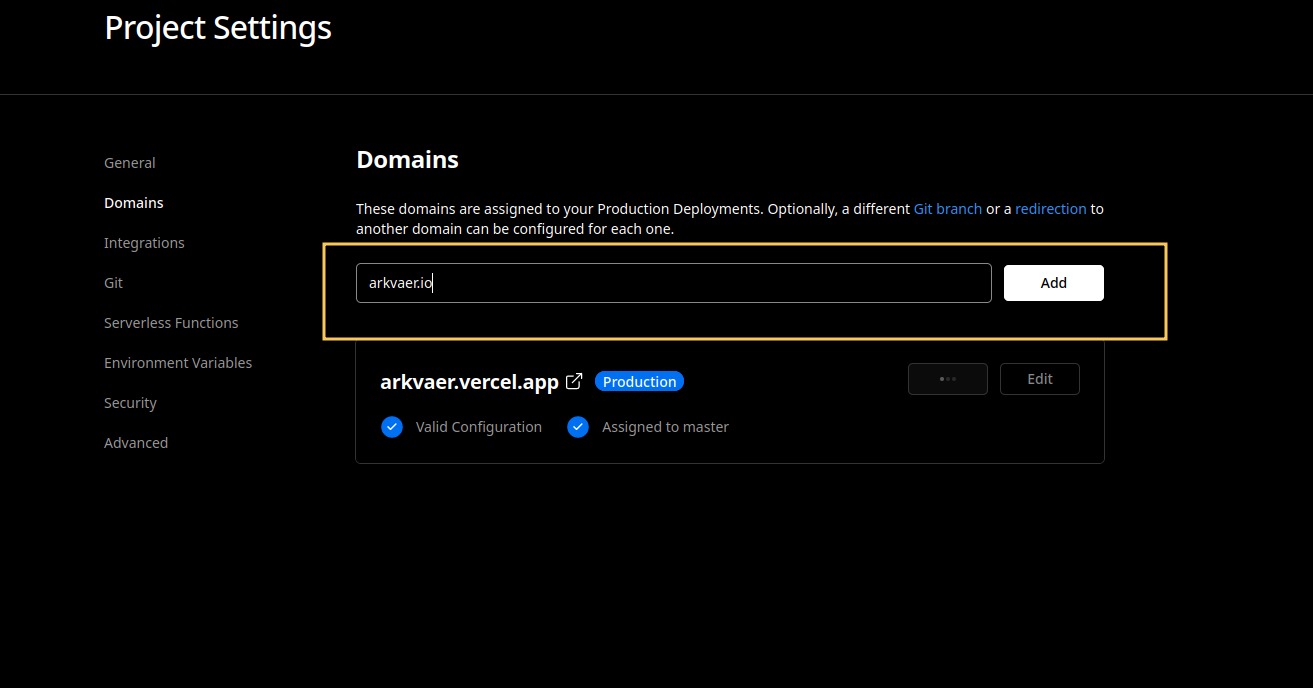 Project Settings
General
Domains
Integrations
Git
Serverless Functions
Environment Variables
Security
Advanced
Domains
These domains are assigned to your Production Deployments. Optionally, a different Git branch or a redirection to
another domain can be configured for each one.
arkvaer.io
Add
arkvaer.vercel.app
Production
Edit
Valid Configuration
Assigned to master